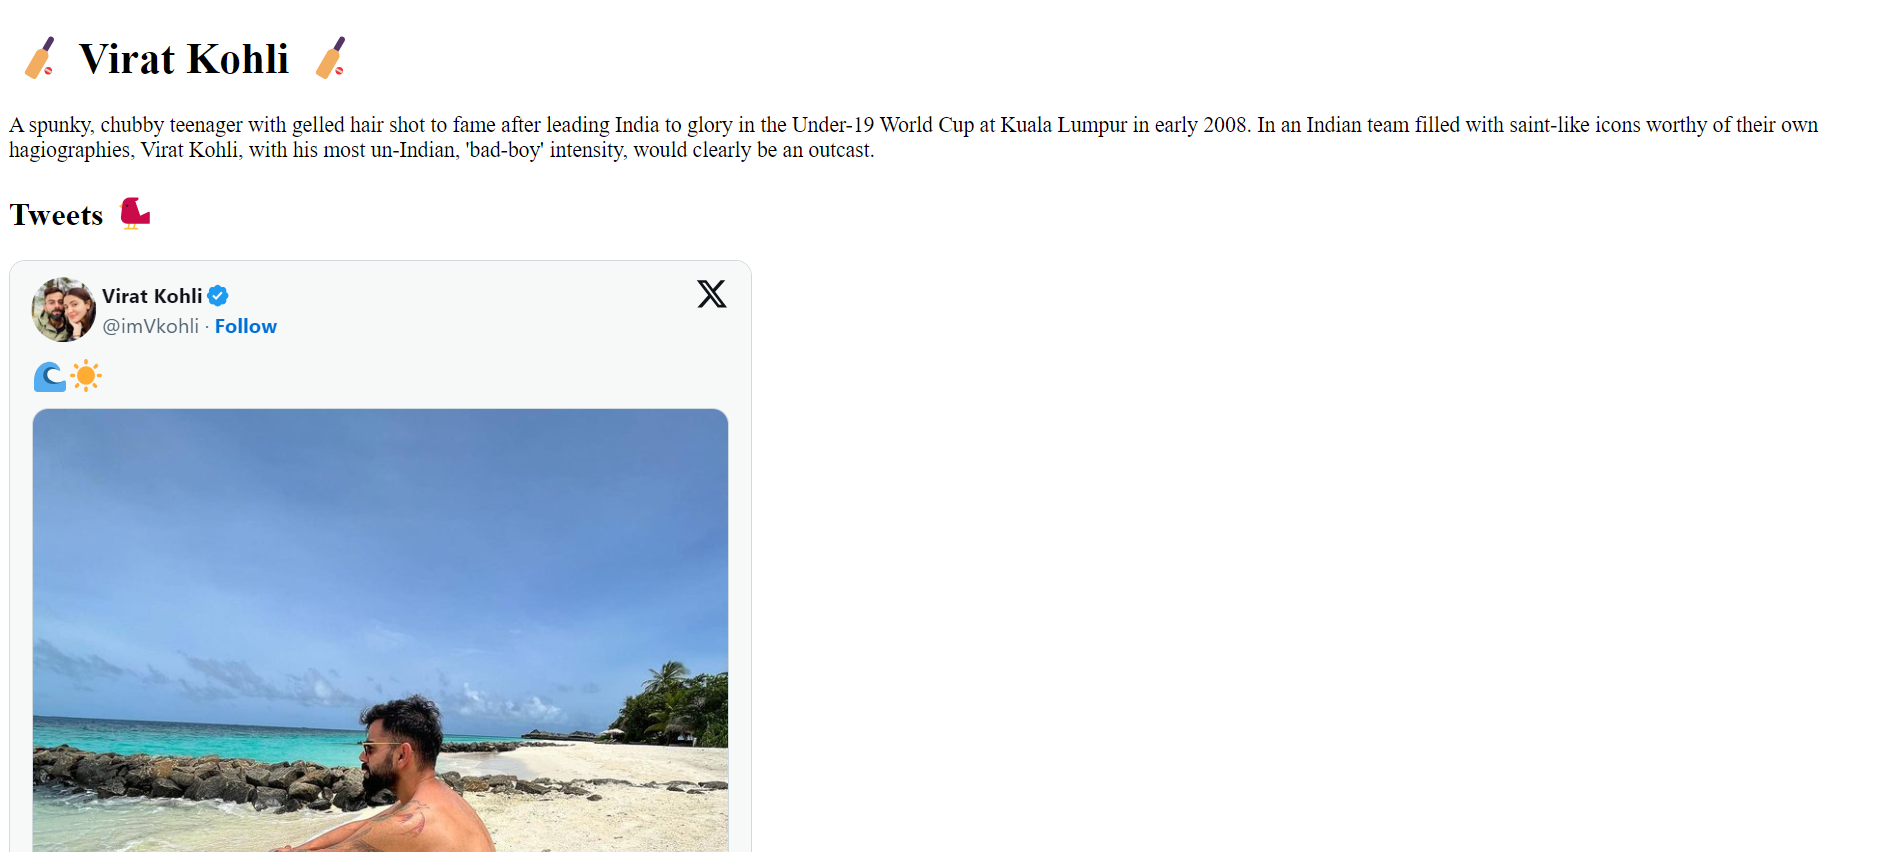 Virat Kohli
A spunky, chubby teenager with gelled hair shot to fame after leading India to glory in the Under-19 World Cup at Kuala Lumpur in early 2008. In an Indian team filled with saint-like icons worthy of their own
hagiographies, Virat Kohli, with his most un-Indian, 'bad-boy' intensity, would clearly be an outcast.
Tweets
Virat Kohli
@imVkohli · Follow